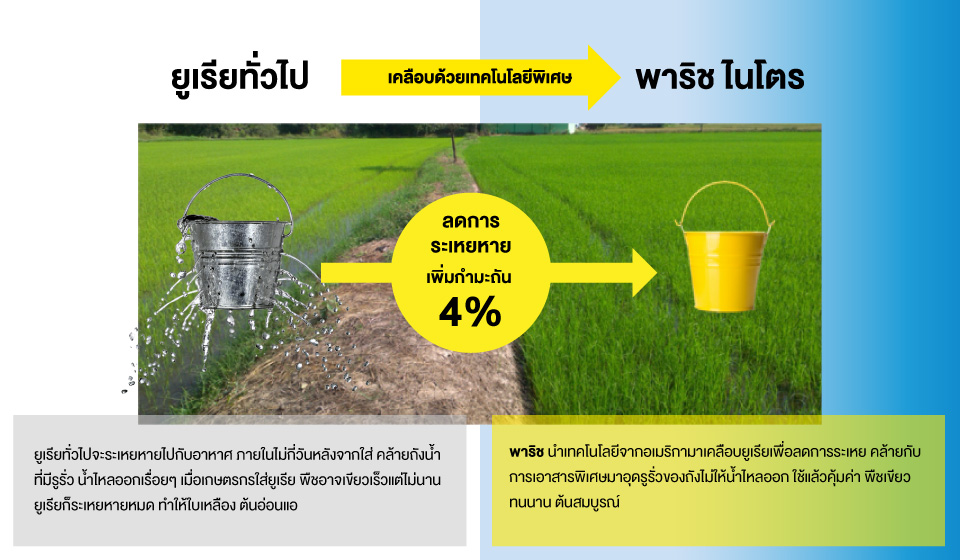 ยูเรียทั่วไป
เคลือบด้วยเทคโนโลยีพิเศษ
พาริช ไนโตร
ลดการ
ระเหยหาย
เพิ่มกำมะถัน
4%
ยูเรียทั่วไปจะระเหยหายไปกับอาหาศ ภายในไม่กี่วันหลังจากใส่ คล้ายถังน้ำ
ที่มีรูรั่ว น้ำไหลออกเรื่อยๆ เมื่อเกษตรกรใส่ยูเรีย พืชอาจเขียวเร็วแต่ไม่นาน
ยูเรียก็ระเหยหายหมด ทำให้ใบเหลือง ต้นอ่อนแอ
พาริช นำเทคโนโลยีจากอเมริกามาเคลือบยูเรียเพื่อลดการระเหย คล้ายกับ
การเอาสารพิเศษมาอุดรูรั่วของถังไม่ให้น้ำไหลออก ใช้แล้วคุ้มค่า พืชเขียว
ทนนาน ต้นสมบูรณ์